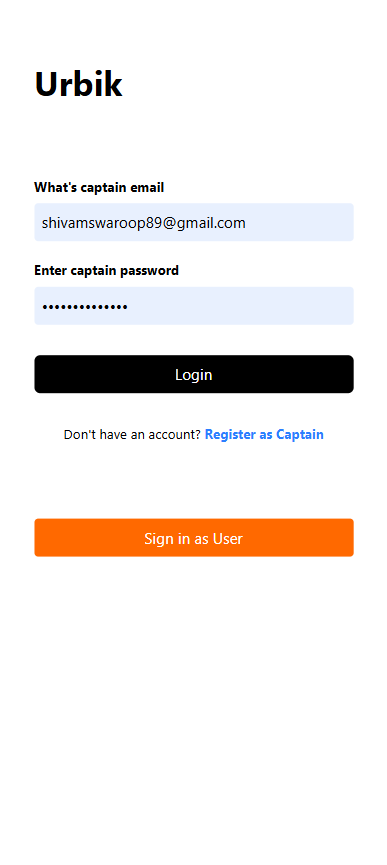 Urbik
What's captain email
shivamswaroop89@gmail.com
Enter captain password
••••••••••••••
Login
Don't have an account? Register as Captain
Sign in as User